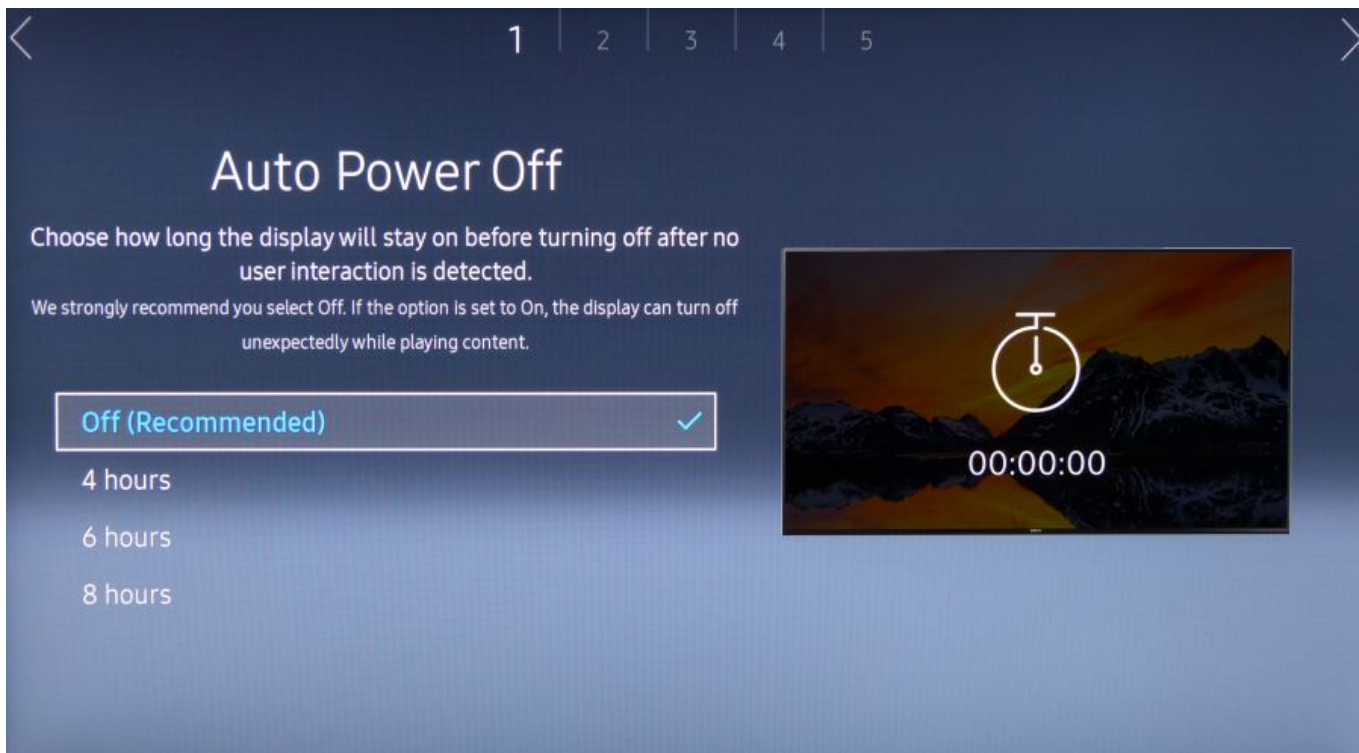 1 2 3 4 5
Auto Power Off
Choose how long the display will stay on before turning off after no
user interaction is detected.
We strongly recommend you select Off. If the option is set to On, the display can turn off
unexpectedly while playing content.
Off (Recommended)
4 hours
6 hours
8 hours
00:00:00